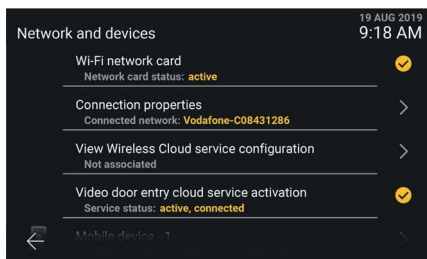 19 AUG 2019
Network and devices 9:18 AM
Wi-Fi network card
Network card status: active
Connection properties
Connected network: Vodafone-C08431286
View Wireless Cloud service configuration
Not associated
Video door entry cloud service activation
Service status: active, connected
Mobile device - 1